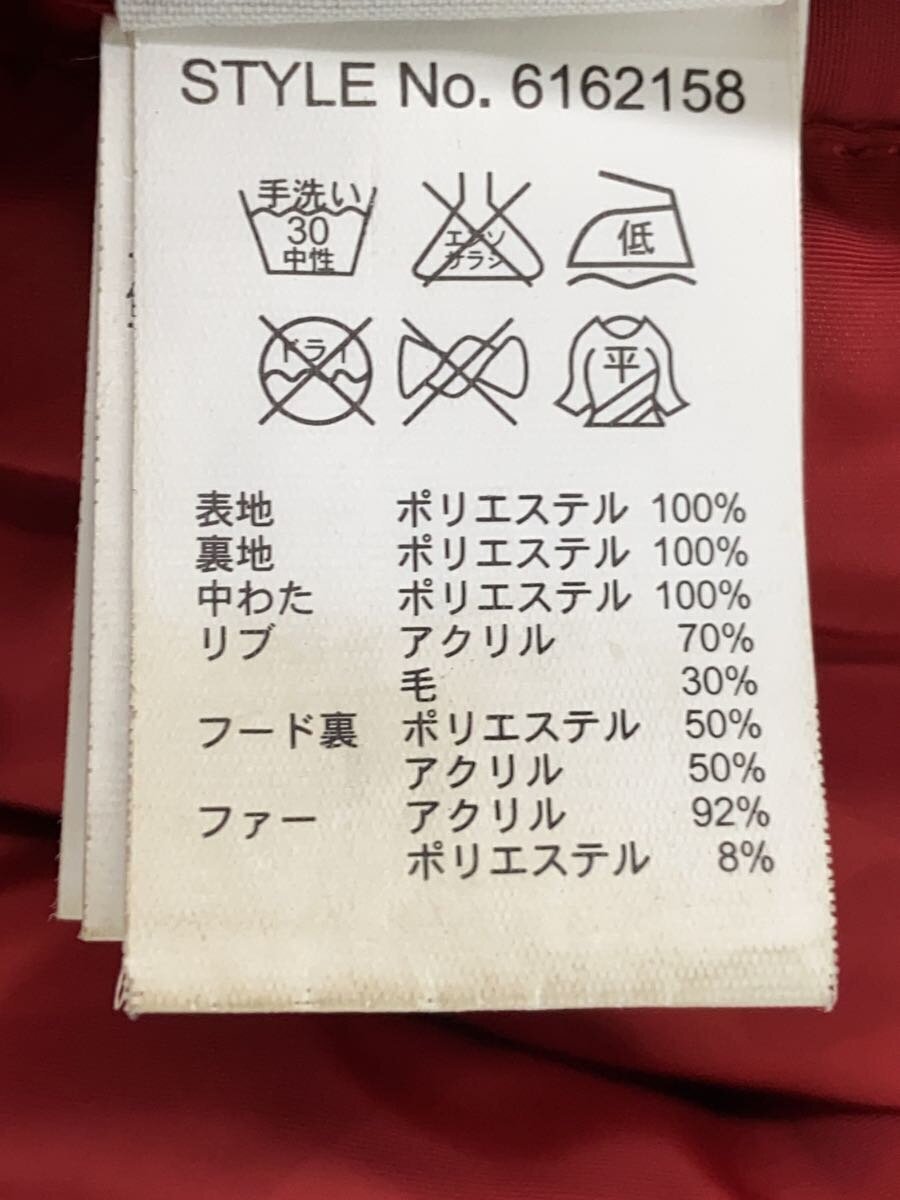 STYLE No. 6162158
手洗い
30
中性
エンソ
サラシ
低
ドライ
平
表地 ポリエステル 100%
裏地 ポリエステル 100%
中わた ポリエステル 100%
リブ アクリル 70%
毛 30%
フード裏 ポリエステル 50%
アクリル 50%
ファー アクリル 92%
ポリエステル 8%